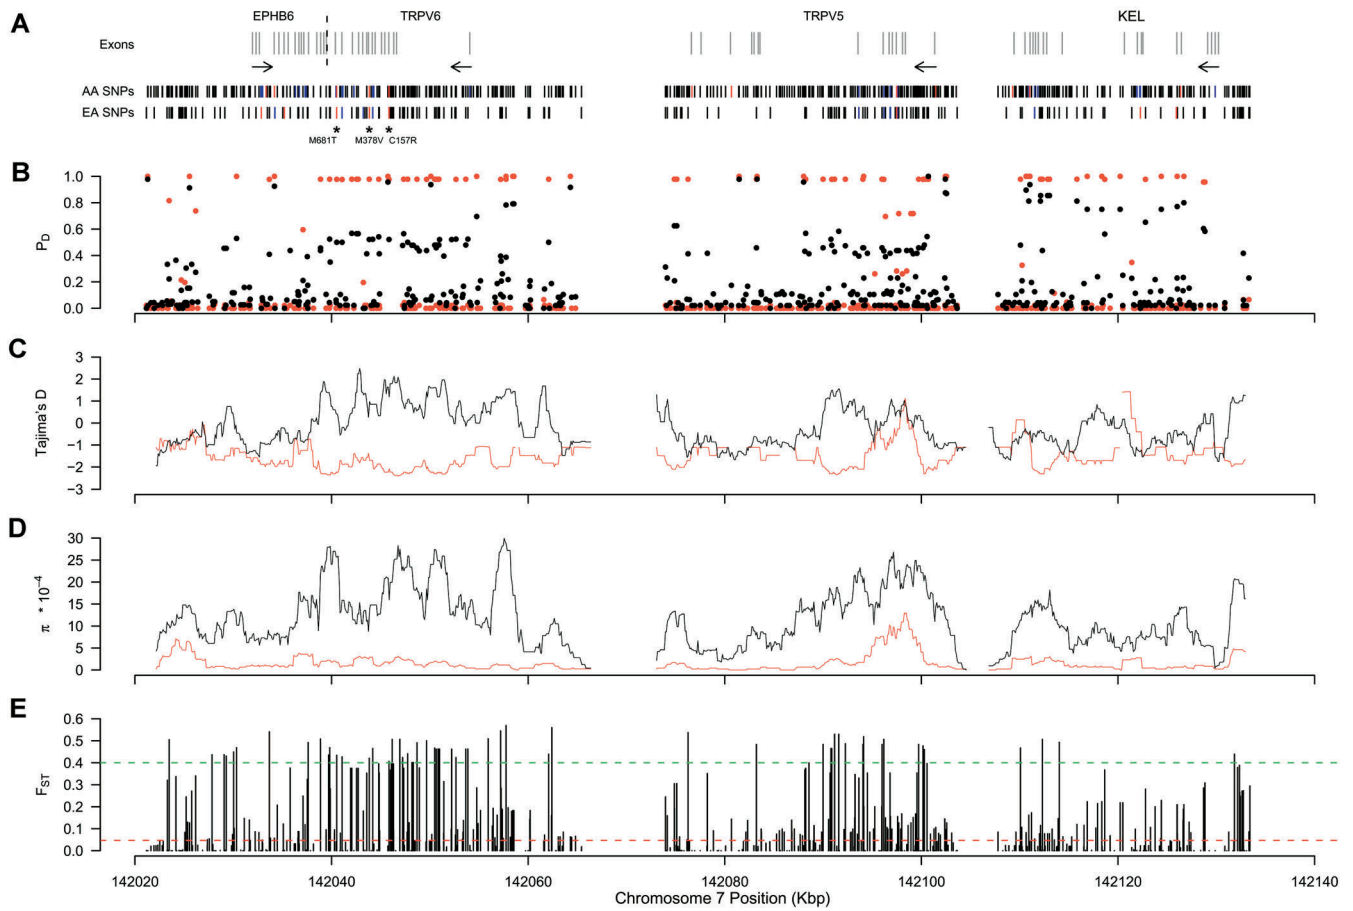 A
EPHB6 TRPV6 TRPV5 KEL
Exons
AA SNPs
EA SNPs
* * *
M681T M378V C157R
B
1.0
0.8
0.6
0.4
0.2
0.0
PD
C
3
2
1
0
−1
−2
−3
Tajima's D
D
30
25
20
15
10
5
0
π * 10⁻⁴
E
0.6
0.5
0.4
0.3
0.2
0.1
0.0
FST
142020 142040 142060 142080 142100 142120 142140
Chromosome 7 Position (Kbp)